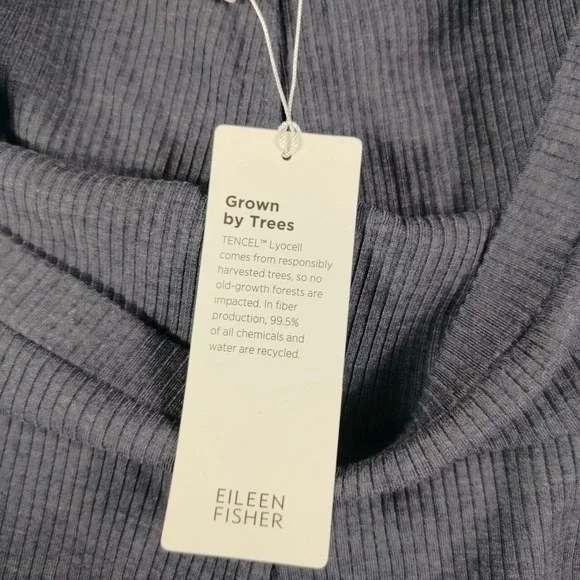 Grown
by Trees
TENCEL™ Lyocell
comes from responsibly
harvested trees, so no
old-growth forests are
impacted. In fiber
production, 99.5%
of all chemicals and
water are recycled.
EILEEN
FISHER